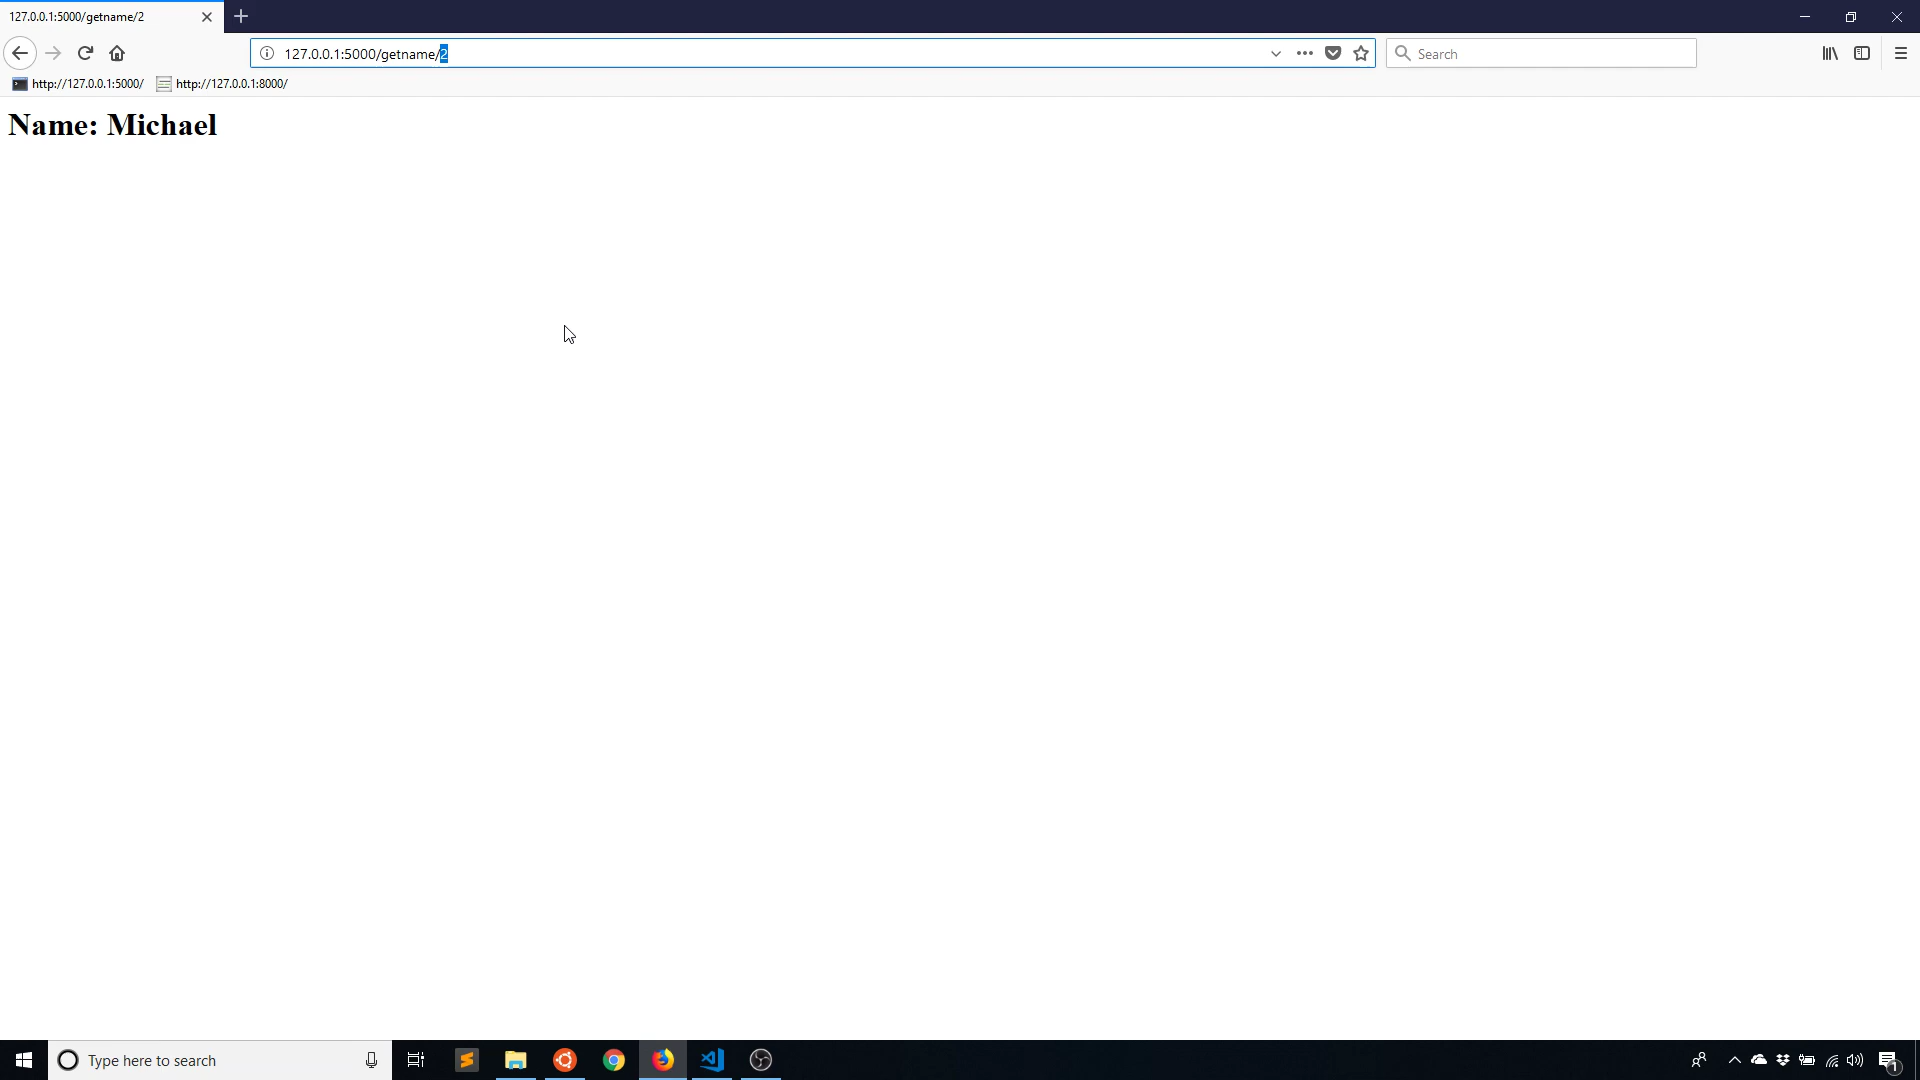 127.0.0.1:5000/getname/2
127.0.0.1:5000/getname/2
Search
http://127.0.0.1:5000/
http://127.0.0.1:8000/
Name: Michael
Type here to search
1